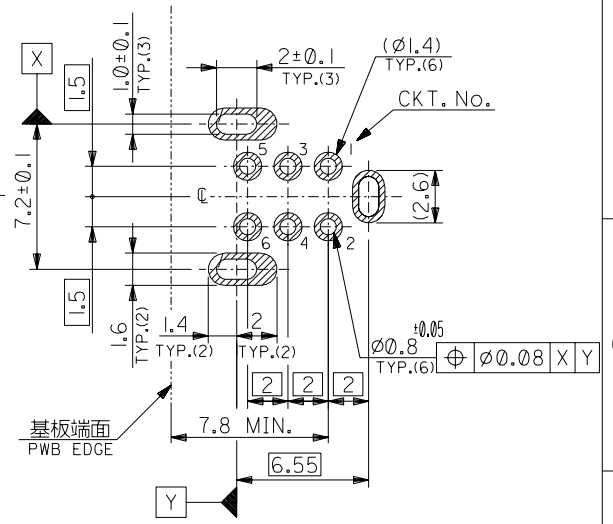 X
1.5
1.0±0.1
TYP.(3)
2±0.1
TYP.(3)
(Ø1.4)
TYP.(6)
CKT. No.
5
3
1
7.2±0.1
℄
(2.6)
6
4
2
1.5
1.6
TYP.(2)
1.4
TYP.(2)
2
TYP.(2)
±0.05
Ø0.8
TYP.(6)
⌖ Ø0.08 X Y
2 2 2
基板端面
PWB EDGE
7.8 MIN.
6.55
Y